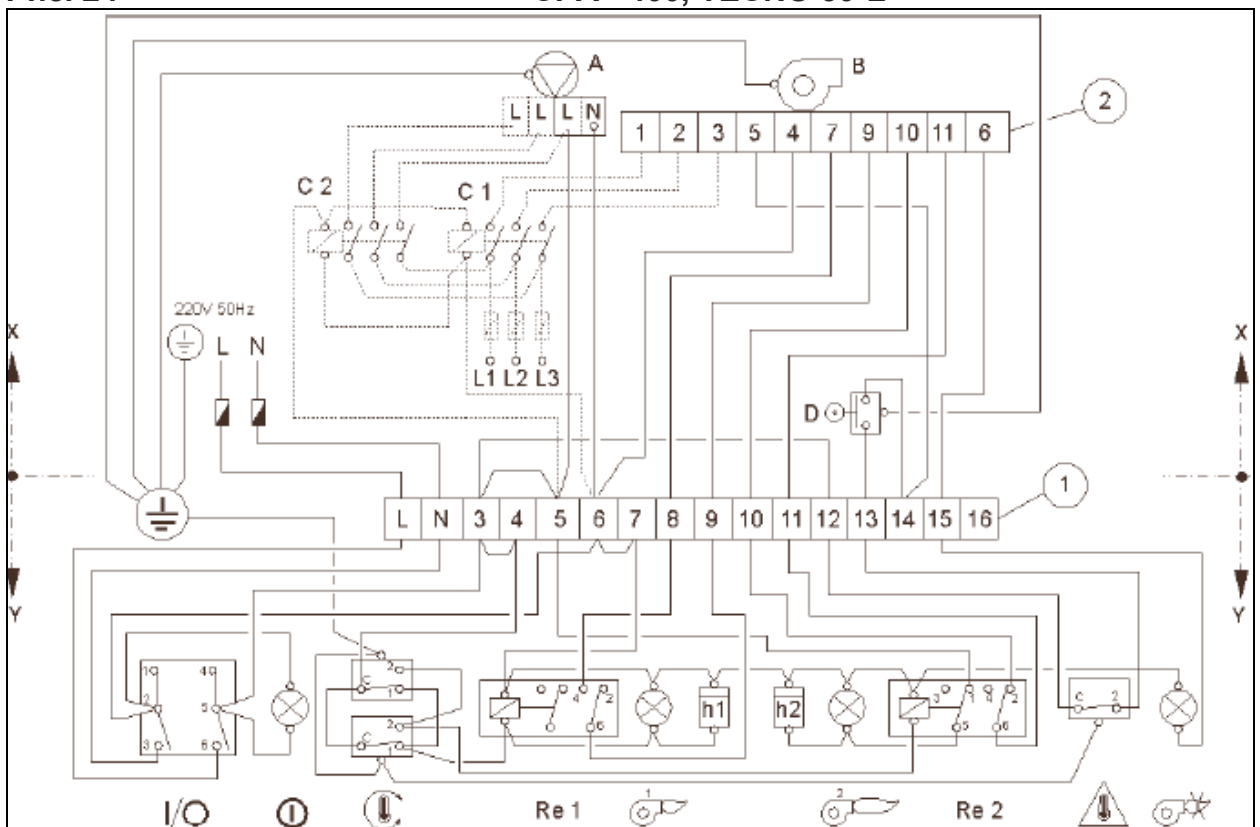 A
B
L L L N
1 2 3 5 4 7 9 10 11 6
2
C 2
C 1
220V 50Hz
X
L N
X
L1 L2 L3
D
1
L N 3 4 5 6 7 8 9 10 11 12 13 14 15 16
Y
Y
1 4
2 5
3 6
2
C 1
2
C 1
4 2
6
h1
h2
3 1 4 2
5 6
C 2
I/O
C
Re 1
1
2
Re 2